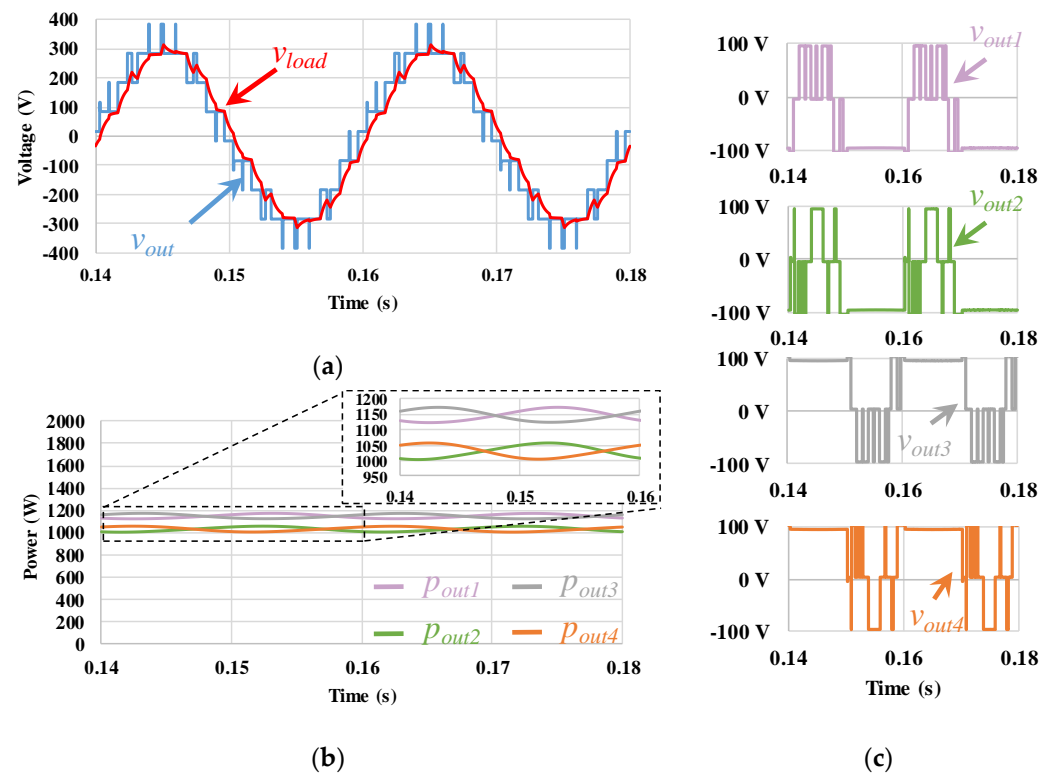 400
300
200
100
0
-100
-200
-300
-400
Voltage (V)
v_load
v_out
0.14 0.15 0.16 0.17 0.18
Time (s)
(a)
2000
1800
1600
1400
1200
1000
800
600
400
200
0
Power (W)
1200
1150
1100
1050
1000
950
0.14 0.15 0.16
p_out1 p_out3
p_out2 p_out4
0.14 0.15 0.16 0.17 0.18
Time (s)
(b)
(c)
100 V
0 V
-100 V
v_out1
0.14 0.16 0.18
100 V
0 V
-100 V
v_out2
0.14 0.16 0.18
100 V
0 V
-100 V
v_out3
0.14 0.16 0.18
100 V
0 V
-100 V
v_out4
0.14 0.16 0.18
Time (s)
(c)